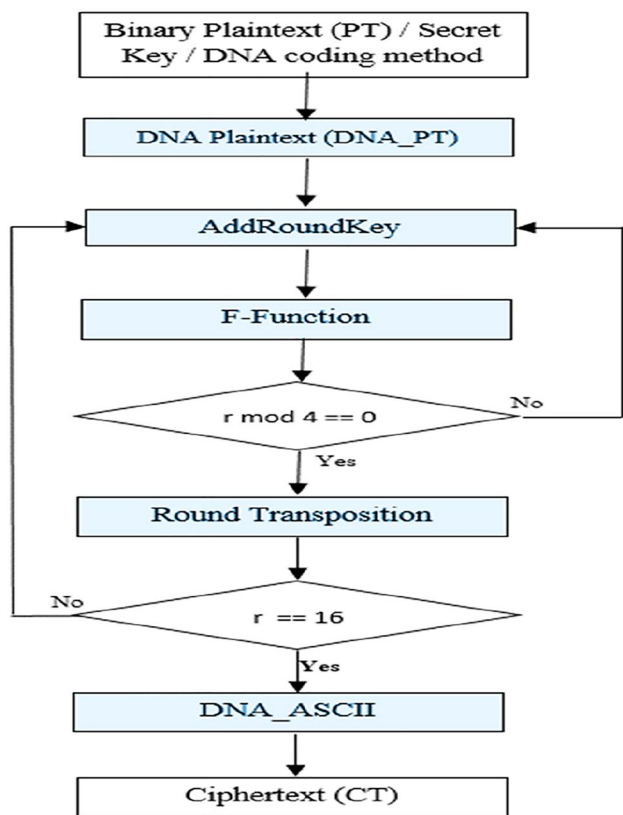 Binary Plaintext (PT) / Secret
Key / DNA coding method
DNA Plaintext (DNA_PT)
AddRoundKey
F-Function
r mod 4 == 0
No
Yes
Round Transposition
No
r == 16
Yes
DNA_ASCII
Ciphertext (CT)